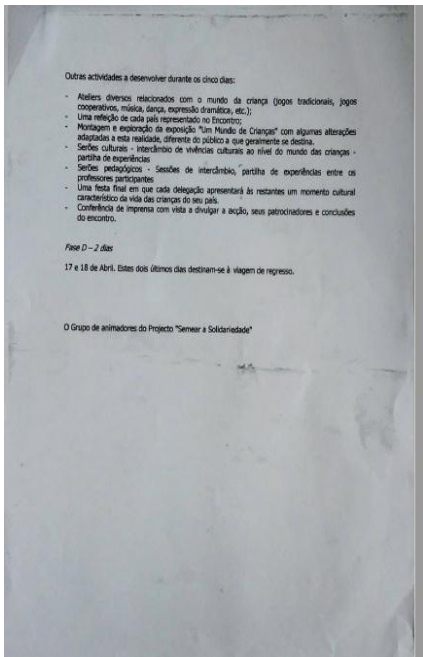 Outras actividades a desenvolver durante os cinco dias:
- Ateliers diversos relacionados com o mundo da criança (jogos tradicionais, jogos
cooperativos, música, dança, expressão dramática, etc.);
- Uma refeição de cada país representado no Encontro;
- Montagem e exploração da exposição "Um Mundo de Crianças" com algumas alterações
adaptadas a esta realidade, diferente do público a que geralmente se destina.
- Serões culturais - Intercâmbio de vivências culturais ao nível do mundo das crianças -
partilha de experiências
- Serões pedagógicos - Sessões de intercâmbio, partilha de experiências entre os
professores participantes
- Uma festa final em que cada delegação apresentará às restantes um momento cultural
característico da vida das crianças do seu país.
- Conferência de imprensa com vista a divulgar a acção, seus patrocinadores e conclusões
do encontro.
Fase D – 2 dias
17 e 18 de Abril. Estes dois últimos dias destinam-se à viagem de regresso.
O Grupo de animadores do Projecto "Semear a Solidariedade"